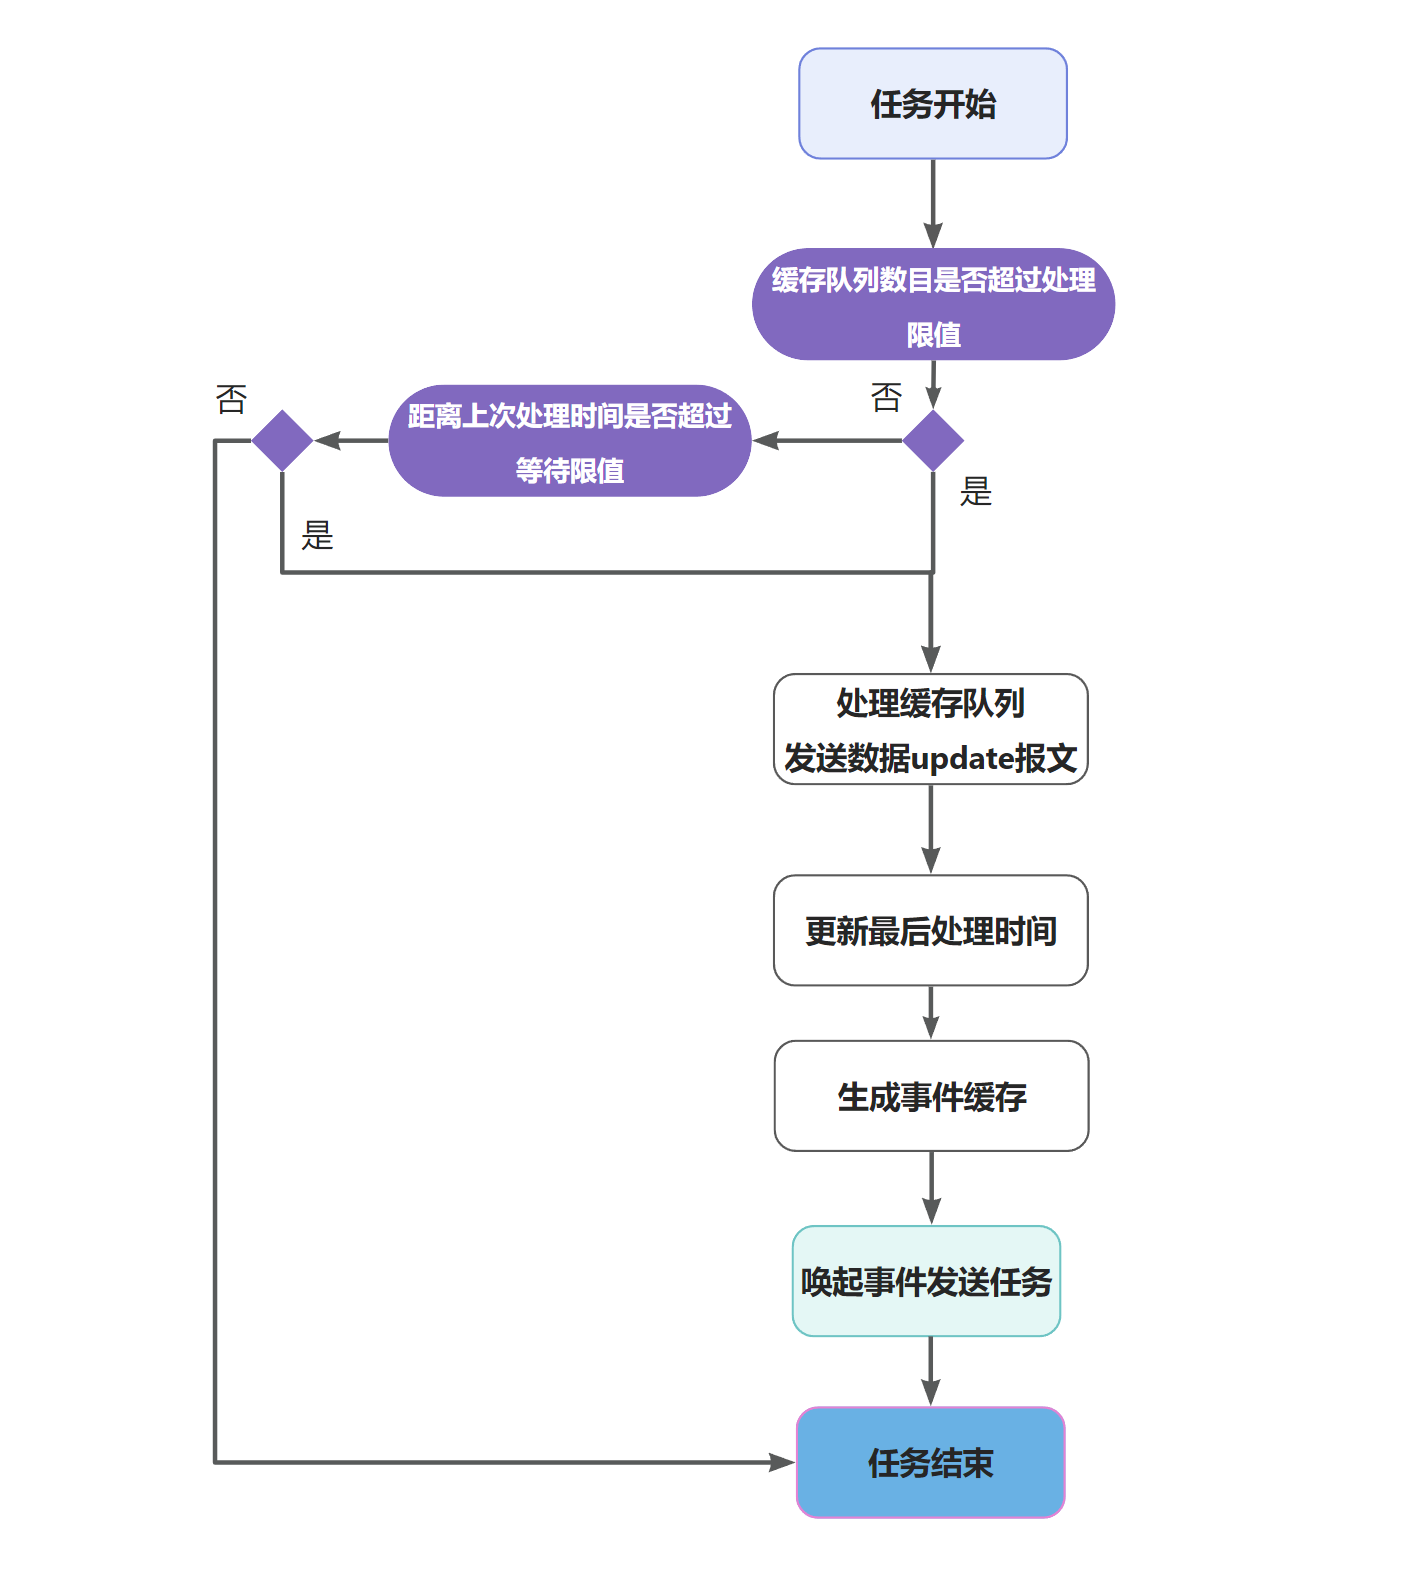 任务开始
缓存队列数目是否超过处理
限值
否
是
距离上次处理时间是否超过
等待限值
否
是
处理缓存队列
发送数据update报文
更新最后处理时间
生成事件缓存
唤起事件发送任务
任务结束